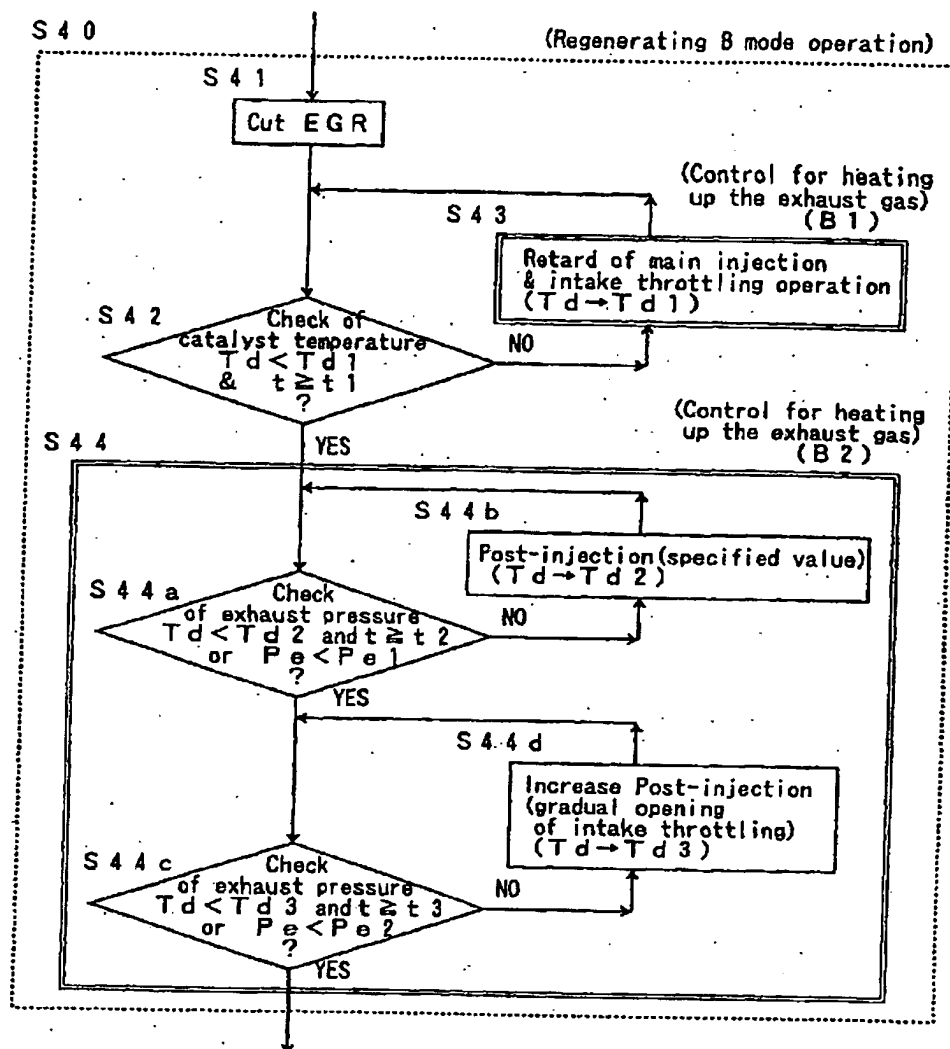 S40
(Regenerating B mode operation)
S41
Cut EGR
(Control for heating
up the exhaust gas)
(B1)
S43
Retard of main injection
& intake throttling operation
(Td→Td1)
S42
Check of
catalyst temperature
Td<Td1
& t≧t1
?
NO
YES
(Control for heating
up the exhaust gas)
(B2)
S44
S44b
Post-injection(specified value)
(Td→Td2)
S44a
Check
of exhaust pressure
Td<Td2 and t≧t2
or Pe<Pe1
?
NO
YES
S44d
Increase Post-injection
(gradual opening
of intake throttling)
(Td→Td3)
S44c
Check
of exhaust pressure
Td<Td3 and t≧t3
or Pe<Pe2
?
NO
YES